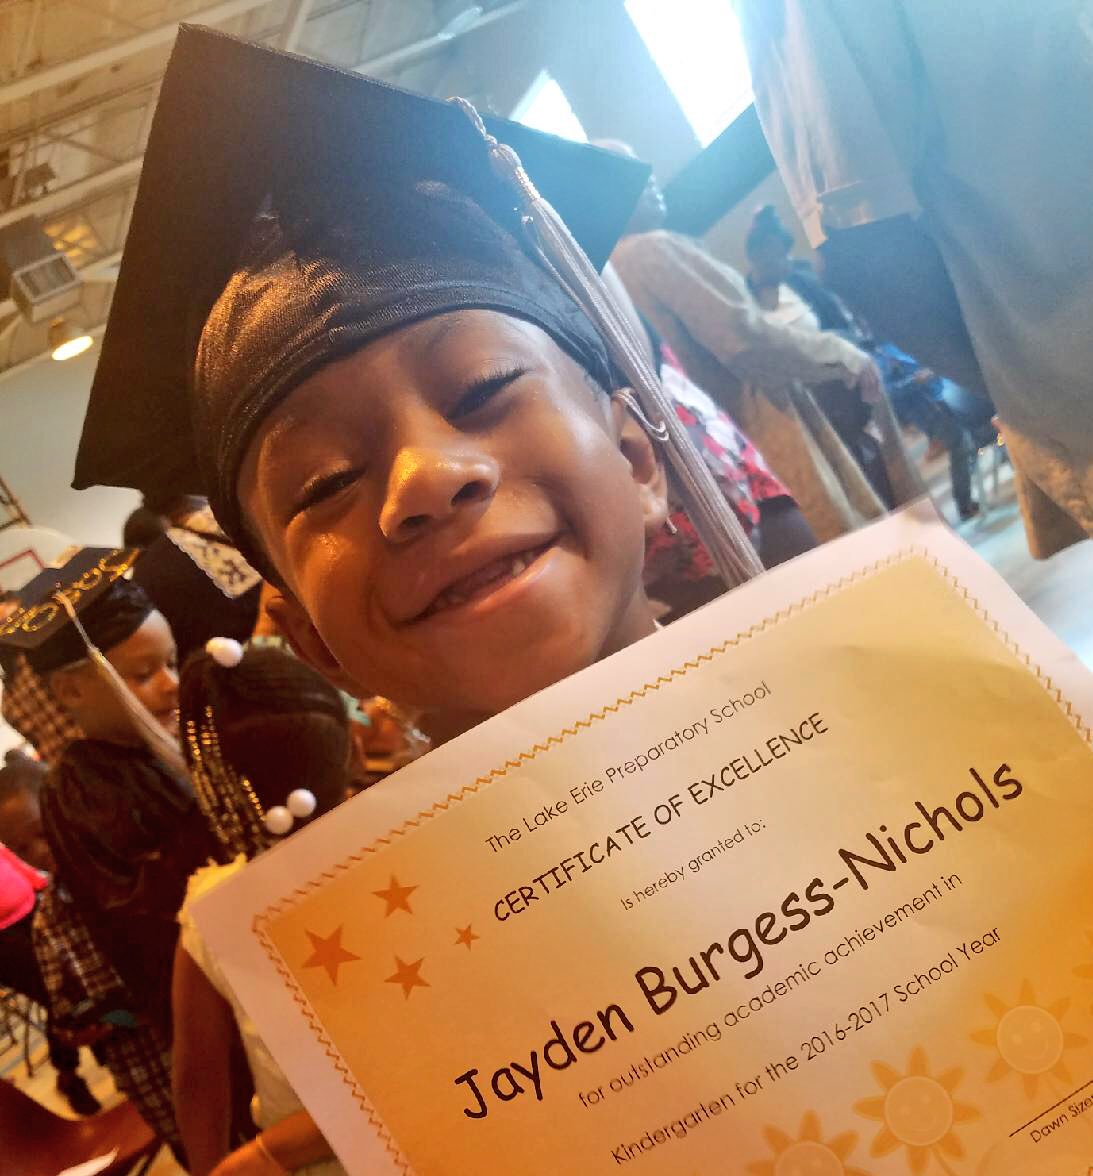 The Lake Erie Preparatory School
CERTIFICATE OF EXCELLENCE
Is hereby granted to:
Jayden Burgess-Nichols
for outstanding academic achievement in
Kindergarten for the 2016-2017 School Year
Dawn